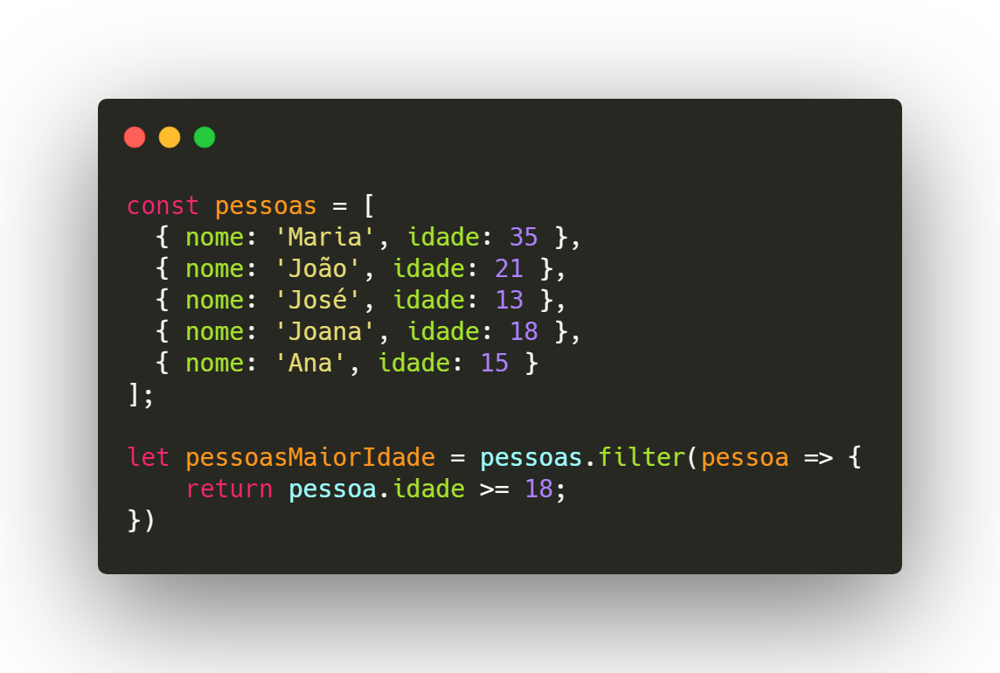 const pessoas = [
  { nome: 'Maria', idade: 35 },
  { nome: 'João', idade: 21 },
  { nome: 'José', idade: 13 },
  { nome: 'Joana', idade: 18 },
  { nome: 'Ana', idade: 15 }
];

let pessoasMaiorIdade = pessoas.filter(pessoa => {
    return pessoa.idade >= 18;
})